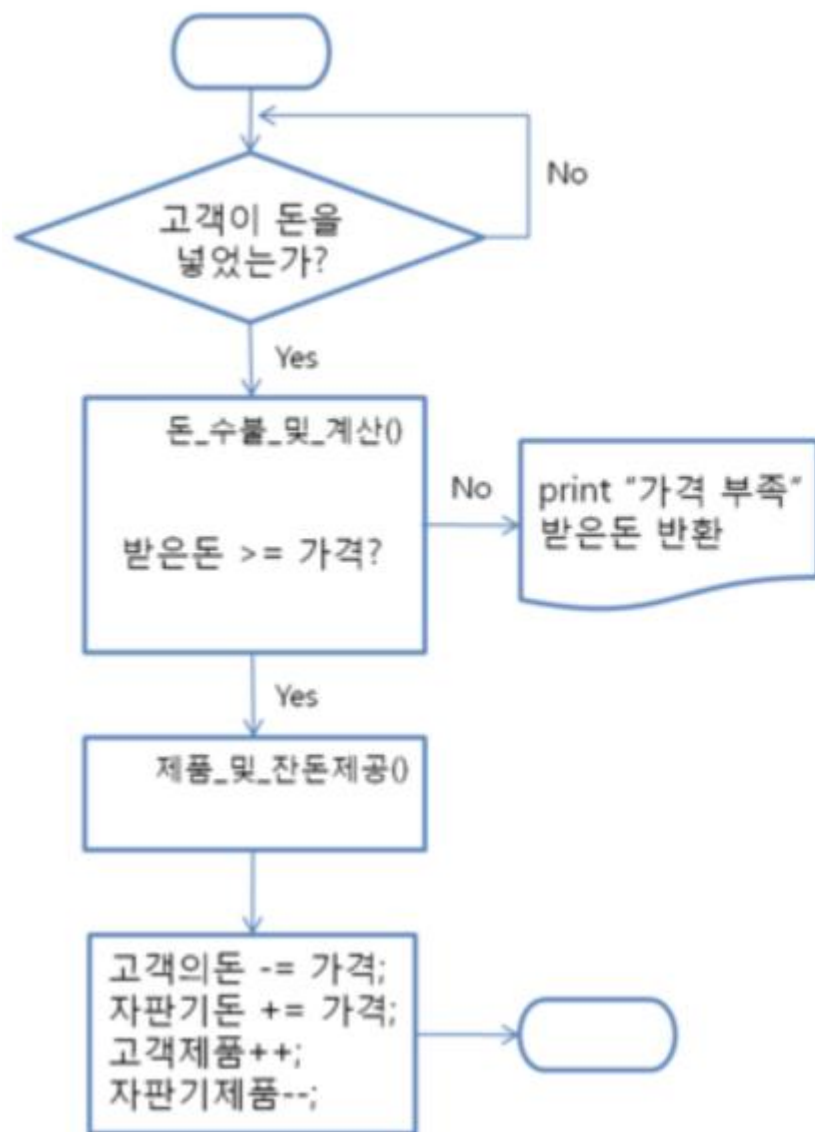 고객이 돈을
넣었는가?
No
Yes
돈_수불_및_계산()
받은돈 >= 가격?
No
print "가격 부족"
받은돈 반환
Yes
제품_및_잔돈제공()
고객의돈 -= 가격;
자판기돈 += 가격;
고객제품++;
자판기제품--;